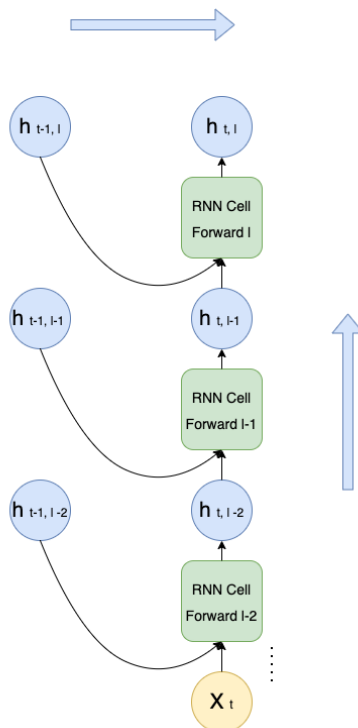 h t-1, l
h t, l
RNN Cell
Forward l
h t-1, l-1
h t, l-1
RNN Cell
Forward l-1
h t-1, l -2
h t, l -2
RNN Cell
Forward l-2
X t